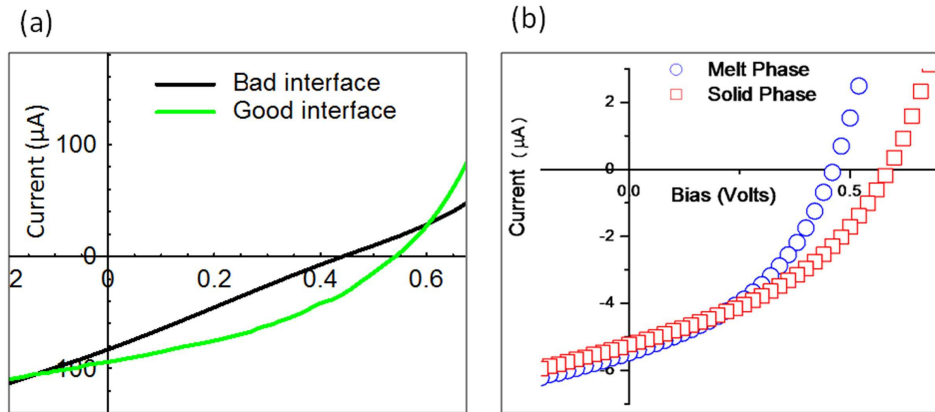 (a)
(b)
Bad interface
Good interface
Current (µA)
100
0
100
2
0
0.2
0.4
0.6
Melt Phase
Solid Phase
Current (µA)
2
0
-2
-4
-6
0.0
0.5
Bias (Volts)